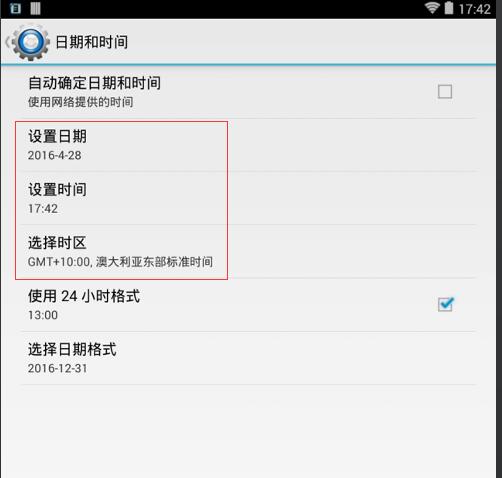 17:42
日期和时间
自动确定日期和时间
使用网络提供的时间
设置日期
2016-4-28
设置时间
17:42
选择时区
GMT+10:00, 澳大利亚东部标准时间
使用 24 小时格式
13:00
选择日期格式
2016-12-31